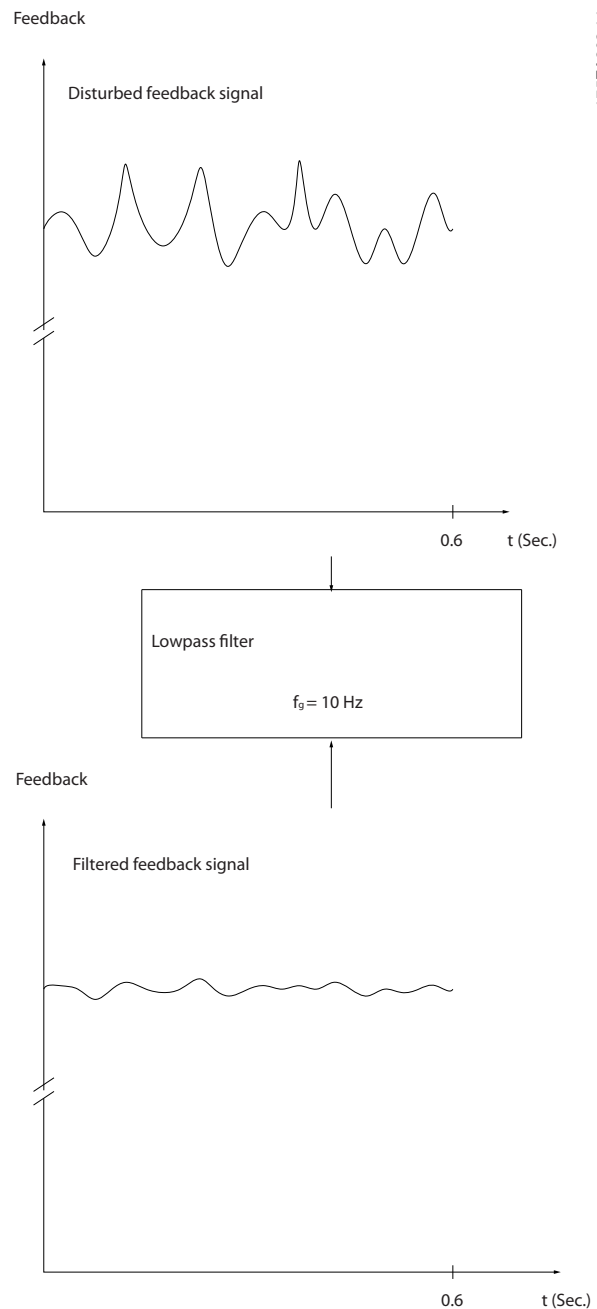 Feedback
Disturbed feedback signal
0.6 t (Sec.)
Lowpass filter
fg = 10 Hz
Feedback
Filtered feedback signal
0.6 t (Sec.)